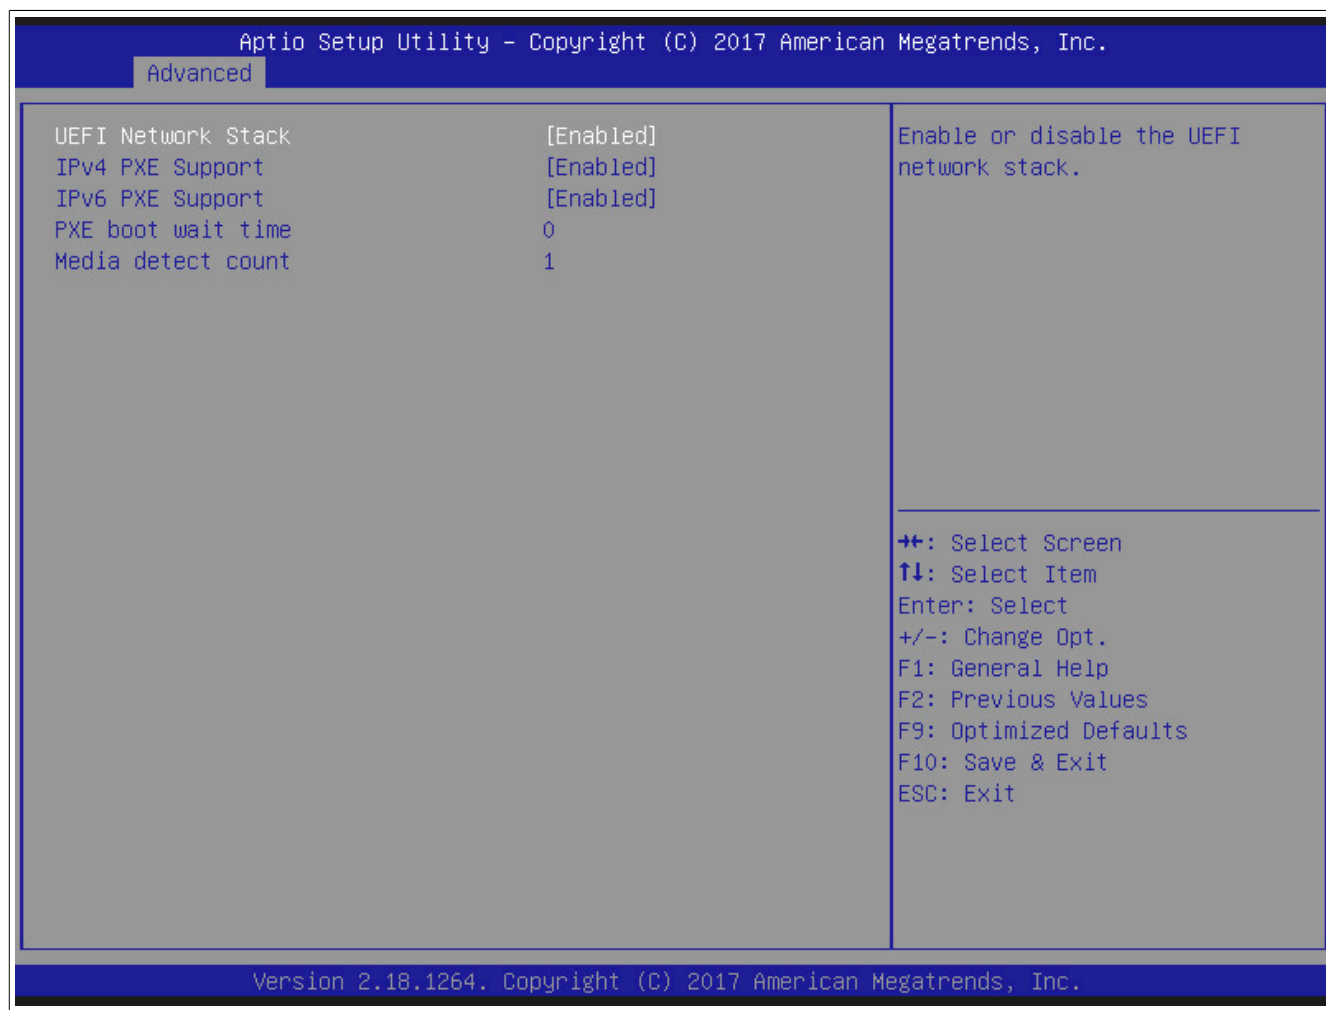 Aptio Setup Utility – Copyright (C) 2017 American Megatrends, Inc.
Advanced
UEFI Network Stack [Enabled]
IPv4 PXE Support [Enabled]
IPv6 PXE Support [Enabled]
PXE boot wait time 0
Media detect count 1
Enable or disable the UEFI
network stack.
→←: Select Screen
↑↓: Select Item
Enter: Select
+/-: Change Opt.
F1: General Help
F2: Previous Values
F9: Optimized Defaults
F10: Save & Exit
ESC: Exit
Version 2.18.1264. Copyright (C) 2017 American Megatrends, Inc.